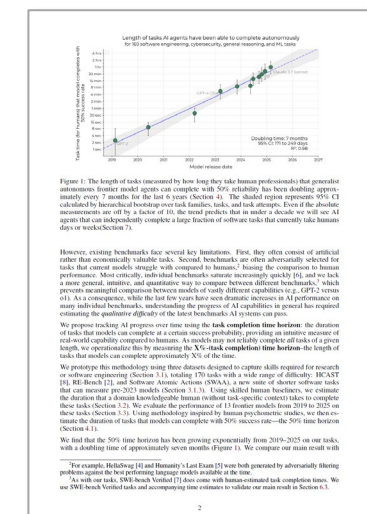 Length of tasks AI agents have been able to complete autonomously
for 160 software engineering, cybersecurity, general reasoning, and ML tasks
Task time (for humans) that model completes with
50% success rate
4 hrs
2 hrs
1 hr
30 min
2019
2020
2021
2022
2023
2024
2025
2026
2027
Doubling time: 7 months
Model release date
Figure 1: The length of tasks (measured by how long they take human professionals) that generalist
autonomous frontier model agents can complete with 50% reliability has been doubling approx-
imately every 7 months for the last 6 years (Section 4). The shaded region represents 95% CI
calculated by hierarchical bootstrap over task families, tasks, and task attempts. Even if the absolute
measurements are off by a factor of 10, the trend predicts that in under a decade we will see AI
agents that can independently complete a large fraction of software tasks that currently take humans
days or weeks(Section 7).
However, existing benchmarks face several key limitations. First, they often consist of artificial
rather than economically valuable tasks. Second, benchmarks are often adversarially selected for
tasks that current models struggle with compared to humans,² biasing the comparison to human
performance. Most critically, individual benchmarks saturate increasingly quickly [6], and we lack
a more general, intuitive, and quantitative way to compare between different benchmarks,³ which
prevents meaningful comparison between models of vastly different capabilities (e.g., GPT-2 versus
o1). As a consequence, while the last few years have seen dramatic increases in AI performance on
many individual benchmarks, understanding the progress of AI capabilities in general has required
estimating the qualitative difficulty of the latest benchmarks AI systems can pass.
We propose tracking AI progress over time using the task completion time horizon: the duration
of tasks that models can complete at a certain success probability, providing an intuitive measure of
real-world capability compared to humans. As models may not reliably complete all tasks of a given
length, we operationalize this by measuring the X%-(task completion) time horizon–the length of
tasks that models can complete approximately X% of the time.
We prototype this methodology using three datasets designed to capture skills required for research
or software engineering (Section 3.1), totaling 170 tasks with a wide range of difficulty: HCAST
[8], RE-Bench [2], and Software Atomic Actions (SWAA), a new suite of shorter software tasks
that can measure pre-2023 models (Section 3.1.3). Using skilled human baseliners, we estimate
the duration that a domain knowledgeable human (without task-specific context) takes to complete
these tasks (Section 3.2). We evaluate the performance of 13 frontier models from 2019 to 2025 on
these tasks (Section 3.3). Using methodology inspired by human psychometric studies, we then es-
timate the duration of tasks that models can complete with 50% success rate—the 50% time horizon
(Section 4.1).
We find that the 50% time horizon has been growing exponentially from 2019–2025 on our tasks,
with a doubling time of approximately seven months (Figure 1). We compare our main result with
²For example, HellaSwag [4] and Humanity's Last Exam [5] were both generated by adversarially filtering
problems against the best performing language models available at the time.
³As with our tasks, SWE-bench Verified [7] does come with human-estimated task completion times. We
use SWE-bench Verified tasks and accompanying time estimates to validate our main result in Section 6.3.
2